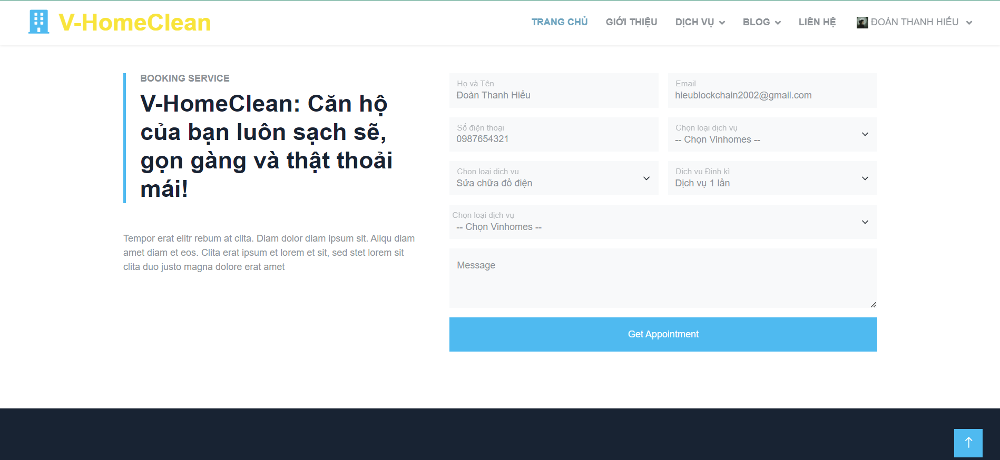 V-HomeClean
TRANG CHỦ
GIỚI THIỆU
DỊCH VỤ
BLOG
LIÊN HỆ
ĐOÀN THANH HIẾU
BOOKING SERVICE
V-HomeClean: Căn hộ
của bạn luôn sạch sẽ,
gọn gàng và thật thoải
mái!
Tempor erat elitr rebum at clita. Diam dolor diam ipsum sit. Aliqu diam
amet diam et eos. Clita erat ipsum et lorem et sit, sed stet lorem sit
clita duo justo magna dolore erat amet
Họ và Tên
Đoàn Thanh Hiếu
Email
hieublockchain2002@gmail.com
Số điện thoại
0987654321
Chọn loại dịch vụ
-- Chọn Vinhomes --
Chọn loại dịch vụ
Sửa chữa đồ điện
Dịch vụ Định kì
Dịch vụ 1 lần
Chọn loại dịch vụ
-- Chọn Vinhomes --
Message
Get Appointment